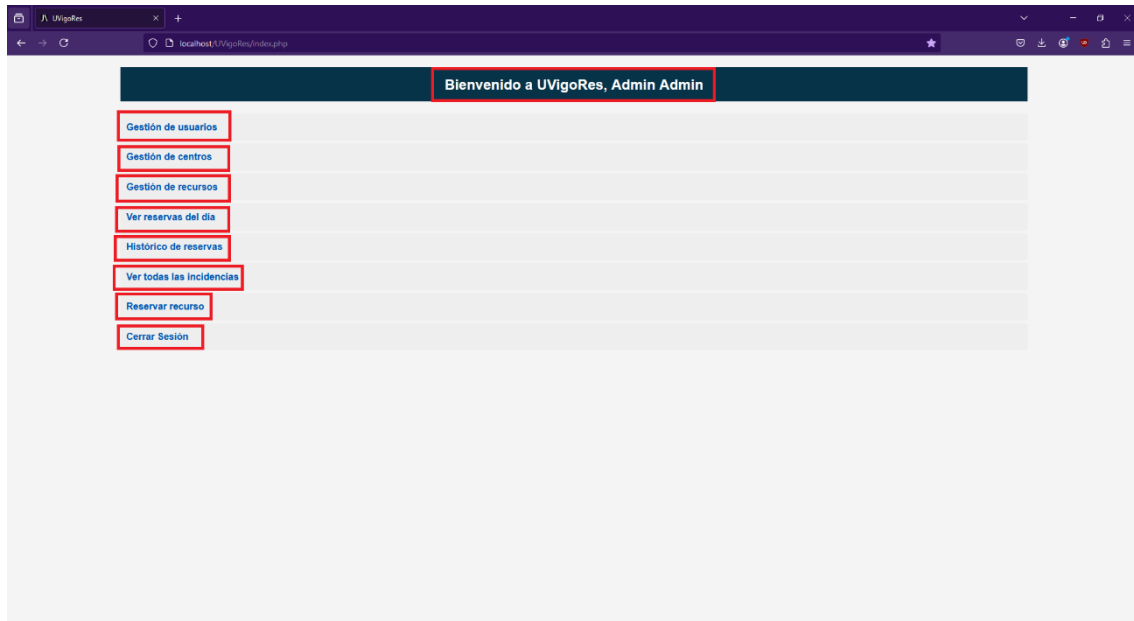 UVigoRes
localhost/UVigoRes/index.php
Bienvenido a UVigoRes, Admin Admin
Gestión de usuarios
Gestión de centros
Gestión de recursos
Ver reservas del día
Histórico de reservas
Ver todas las incidencias
Reservar recurso
Cerrar Sesión